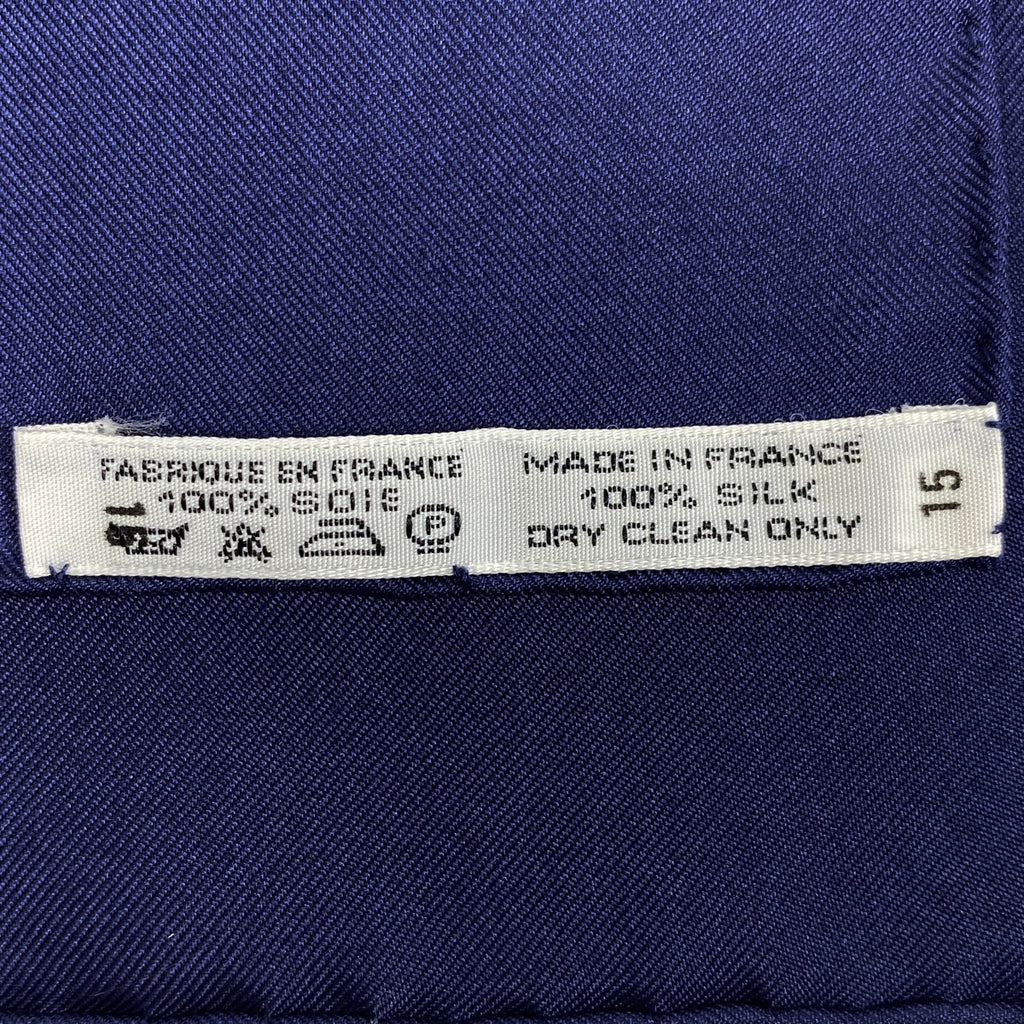 FABRIQUE EN FRANCE
100% SOIE
P
MADE IN FRANCE
100% SILK
DRY CLEAN ONLY
15